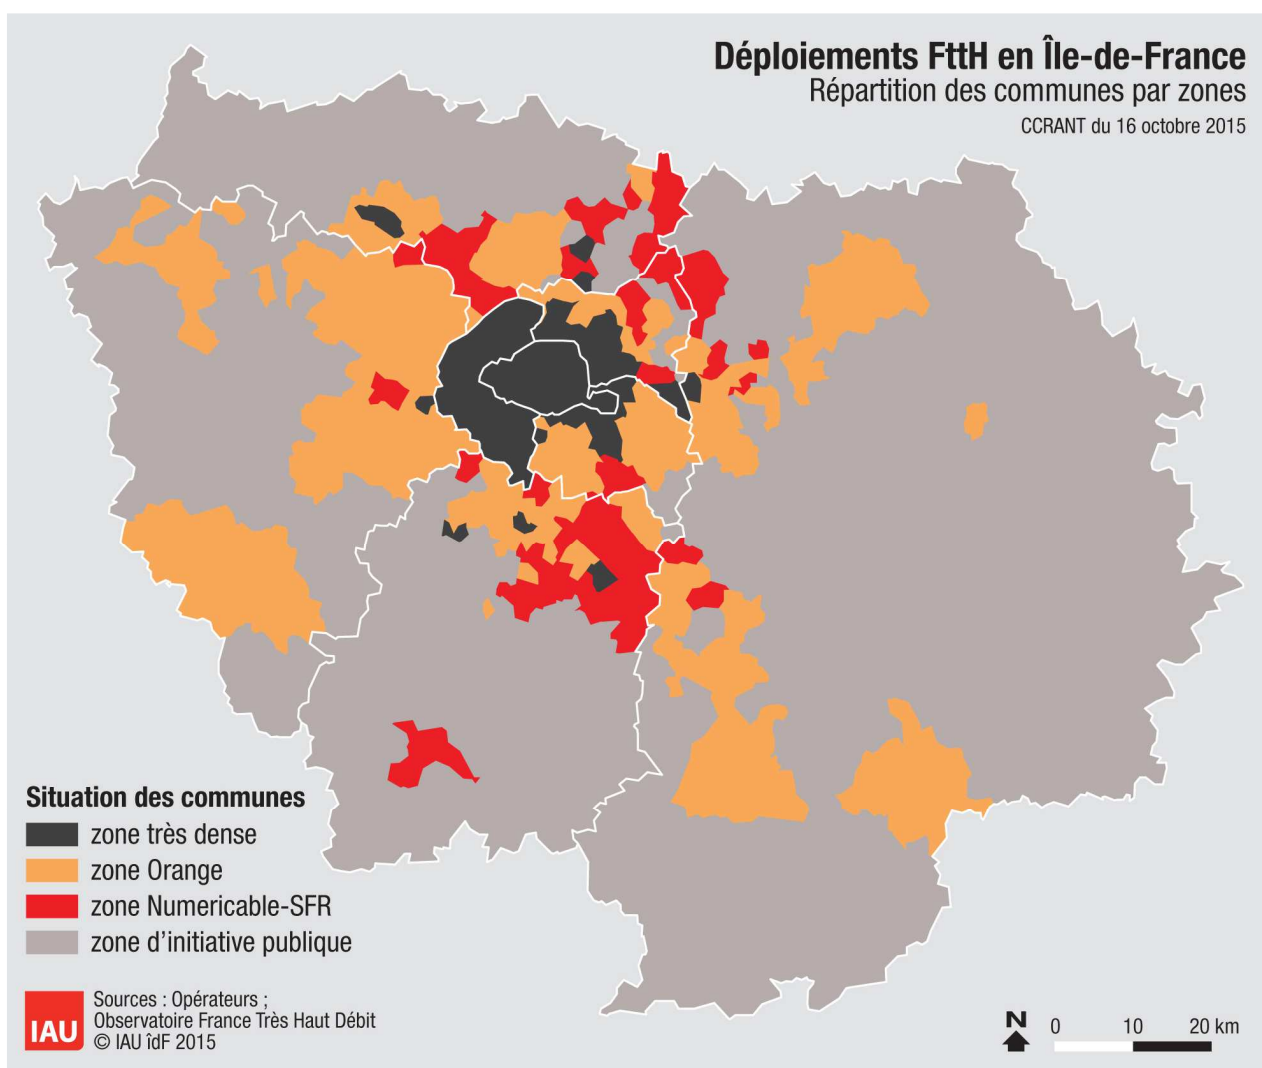 Déploiements FttH en Île-de-France
Répartition des communes par zones
CCRANT du 16 octobre 2015
Situation des communes
zone très dense
zone Orange
zone Numericable-SFR
zone d'initiative publique
IAU
Sources : Opérateurs ;
Observatoire France Très Haut Débit
© IAU îdF 2015
N
0 10 20 km